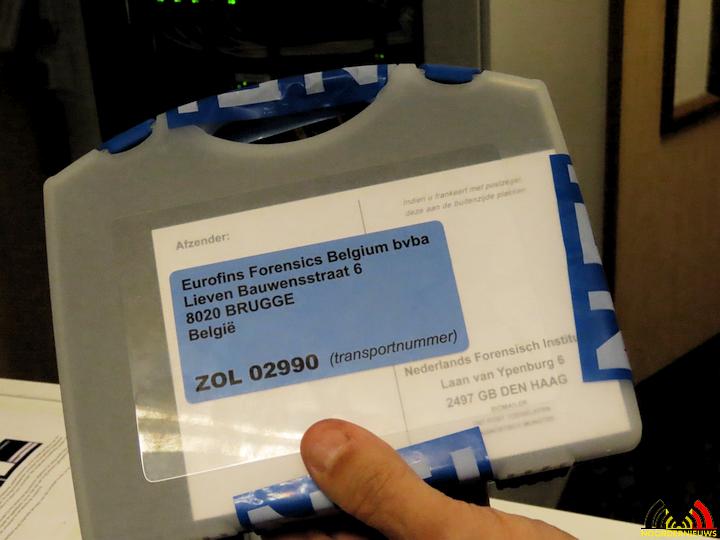 Indien u frankeert met postzegel
deze aan de buitenzijde plakken
Afzender:
Eurofins Forensics Belgium bvba
Lieven Bauwensstraat 6
8020 BRUGGE
België
ZOL 02990 (transportnummer)
Nederlands Forensisch
Laan van Ypenburg 6
2497 GB DEN HAAG
NOORDERNIEUWS